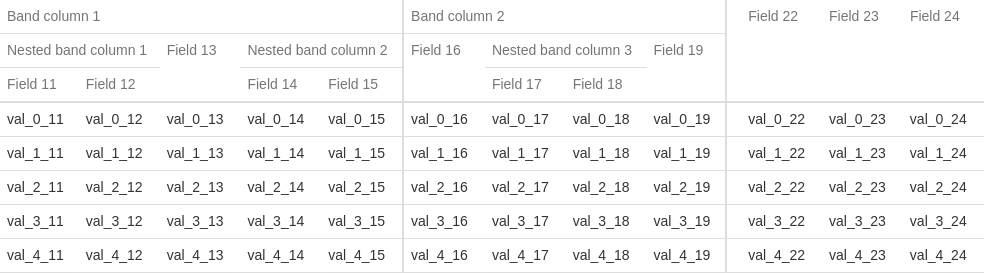 Band column 1 Band column 2 Field 22 Field 23 Field 24
Nested band column 1 Field 13 Nested band column 2 Field 16 Nested band column 3 Field 19
Field 11 Field 12 Field 14 Field 15 Field 17 Field 18
val_0_11 val_0_12 val_0_13 val_0_14 val_0_15 val_0_16 val_0_17 val_0_18 val_0_19 val_0_22 val_0_23 val_0_24
val_1_11 val_1_12 val_1_13 val_1_14 val_1_15 val_1_16 val_1_17 val_1_18 val_1_19 val_1_22 val_1_23 val_1_24
val_2_11 val_2_12 val_2_13 val_2_14 val_2_15 val_2_16 val_2_17 val_2_18 val_2_19 val_2_22 val_2_23 val_2_24
val_3_11 val_3_12 val_3_13 val_3_14 val_3_15 val_3_16 val_3_17 val_3_18 val_3_19 val_3_22 val_3_23 val_3_24
val_4_11 val_4_12 val_4_13 val_4_14 val_4_15 val_4_16 val_4_17 val_4_18 val_4_19 val_4_22 val_4_23 val_4_24